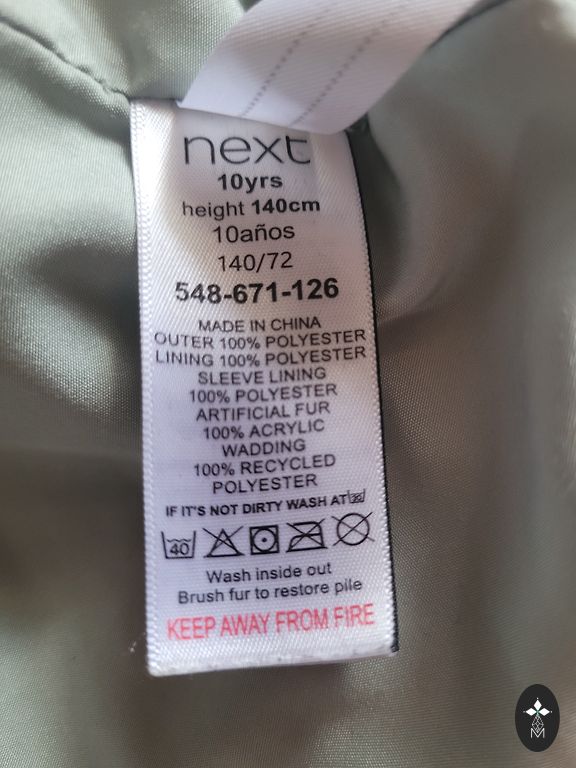 next
10yrs
height 140cm
10años
140/72
548-671-126
MADE IN CHINA
OUTER 100% POLYESTER
LINING 100% POLYESTER
SLEEVE LINING
100% POLYESTER
ARTIFICIAL FUR
100% ACRYLIC
WADDING
100% RECYCLED
POLYESTER
IF IT'S NOT DIRTY WASH AT 30
40
Wash inside out
Brush fur to restore pile
KEEP AWAY FROM FIRE
M